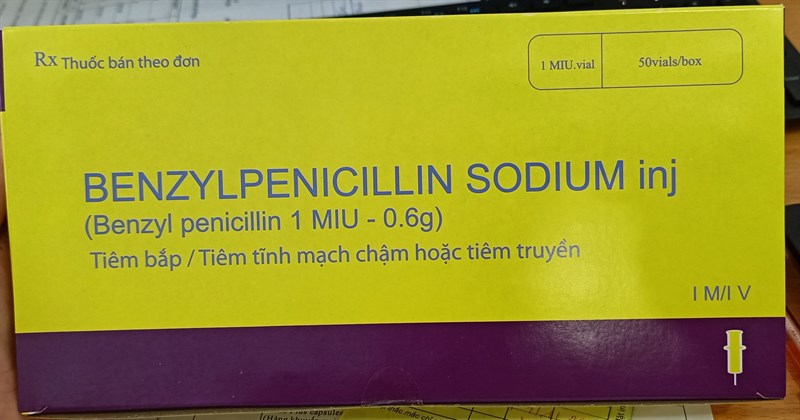 Rx Thuốc bán theo đơn
1 MIU.vial
50vials/box
BENZYLPENICILLIN SODIUM inj
(Benzyl penicillin 1 MIU - 0.6g)
Tiêm bắp / Tiêm tĩnh mạch chậm hoặc tiêm truyền
I M/I V
capsules